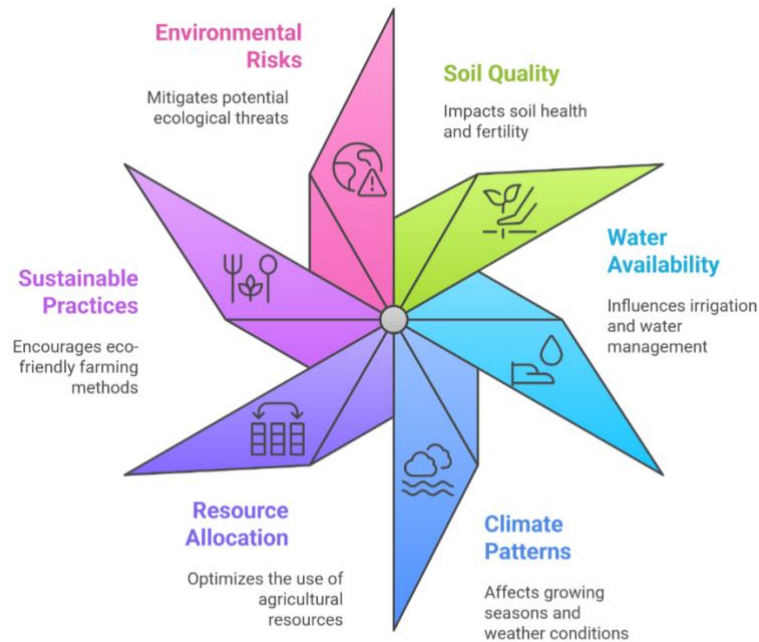 Environmental
Risks
Mitigates potential
ecological threats
Soil Quality
Impacts soil health
and fertility
Water
Availability
Influences irrigation
and water
management
Sustainable
Practices
Encourages eco-
friendly farming
methods
Resource
Allocation
Optimizes the use of
agricultural
resources
Climate
Patterns
Affects growing
seasons and
weather conditions